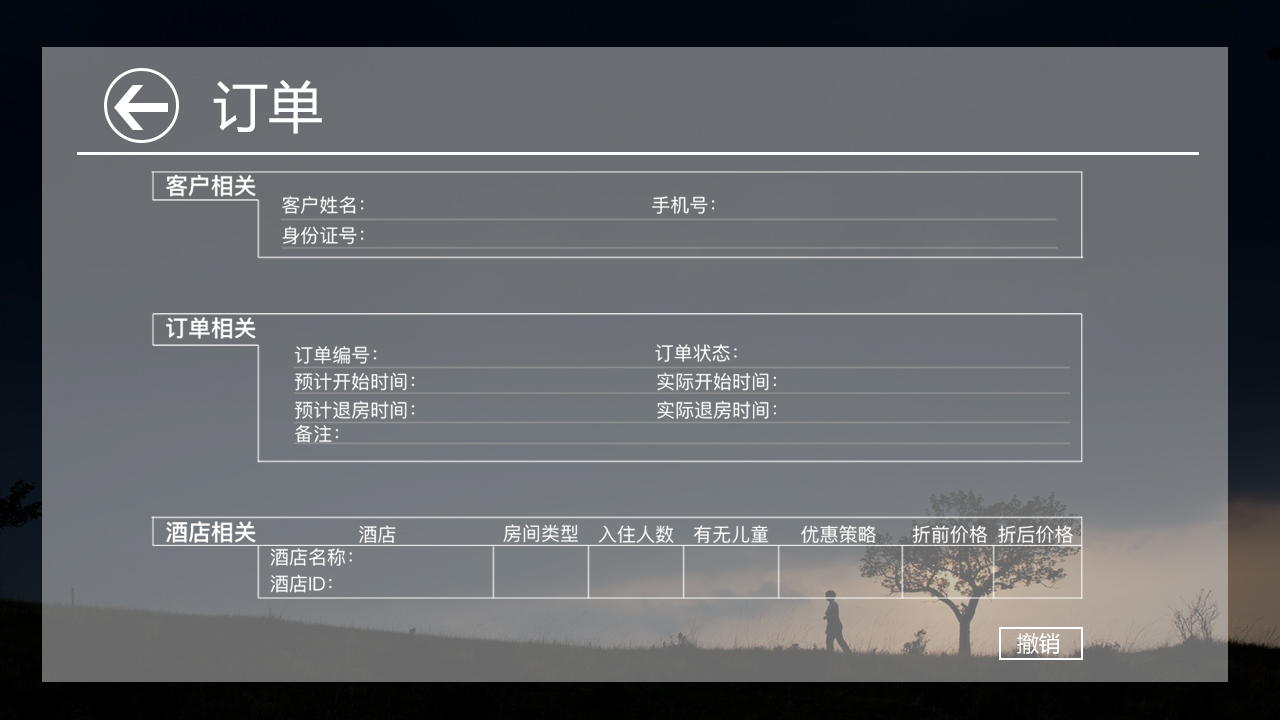 订单
客户相关
客户姓名： 手机号：
身份证号：
订单相关
订单编号： 订单状态：
预计开始时间： 实际开始时间：
预计退房时间： 实际退房时间：
备注：
酒店相关 酒店 房间类型 入住人数 有无儿童 优惠策略 折前价格 折后价格
酒店名称：
酒店ID：
撤销